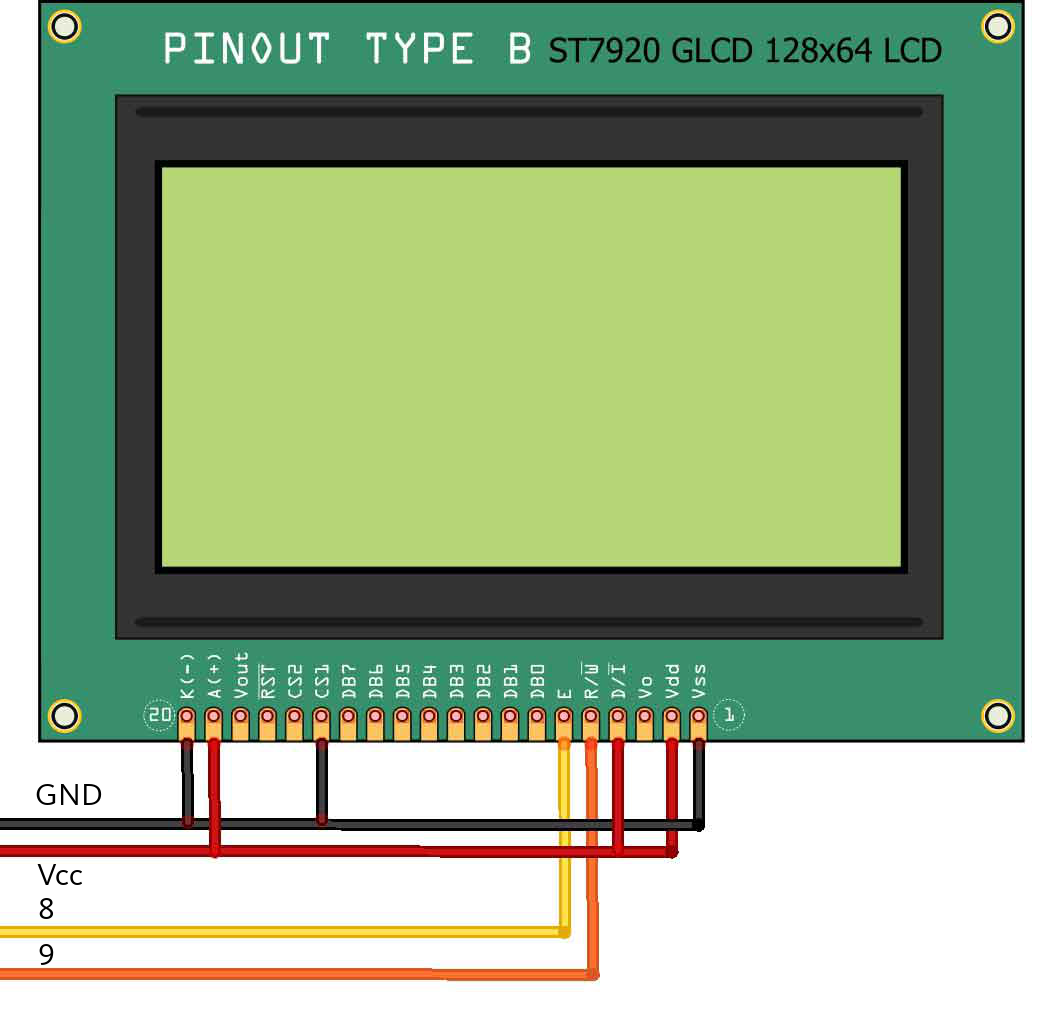 PINOUT TYPE B ST7920 GLCD 128x64 LCD
K(-)
A(+)
Vout
RST
CS2
CS1
DB7
DB6
DB5
DB4
DB3
DB2
DB1
DB0
E
R/W
D/I
Vo
Vdd
Vss
20
1
GND
Vcc
8
9